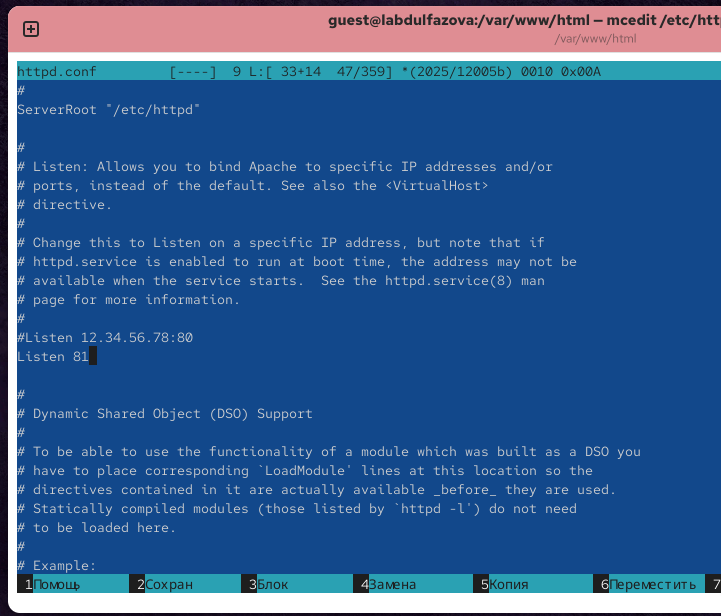 guest@labdulfazova:/var/www/html — mcedit /etc/htt
/var/www/html
httpd.conf [----] 9 L:[ 33+14 47/359] *(2025/12005b) 0010 0x00A
#
ServerRoot "/etc/httpd"
#
# Listen: Allows you to bind Apache to specific IP addresses and/or
# ports, instead of the default. See also the <VirtualHost>
# directive.
#
# Change this to Listen on a specific IP address, but note that if
# httpd.service is enabled to run at boot time, the address may not be
# available when the service starts.  See the httpd.service(8) man
# page for more information.
#
#Listen 12.34.56.78:80
Listen 81
#
# Dynamic Shared Object (DSO) Support
#
# To be able to use the functionality of a module which was built as a DSO you
# have to place corresponding `LoadModule' lines at this location so the
# directives contained in it are actually available _before_ they are used.
# Statically compiled modules (those listed by `httpd -l') do not need
# to be loaded here.
#
# Example:
1Помощь 2Сохран 3Блок 4Замена 5Копия 6Переместить 7